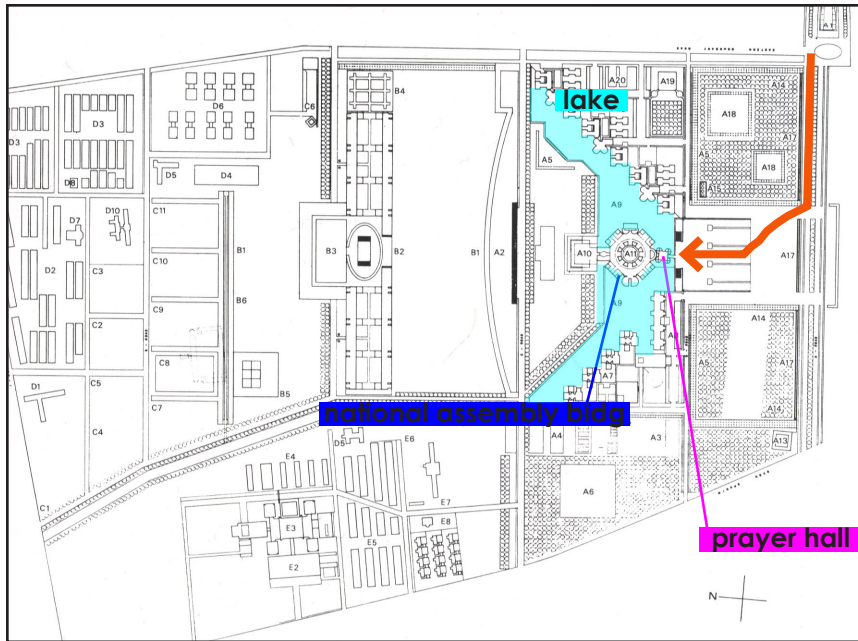 A1
D6
C6
B4
A20
A19
lake
A14
A18
A17
D3
D3
A5
A5
A18
D8
D5
D4
A15
C11
A9
D10
D7
B1
B3
B2
B1
A2
A10
A11
A17
C10
D2
C3
B6
A9
C9
C2
A14
C8
A5
A17
A7
D1
C5
B5
C7
national assembly bldg
A14
C4
D5
E6
A4
A3
A13
E4
A6
C1
E7
E3
E8
prayer hall
E5
E2
N